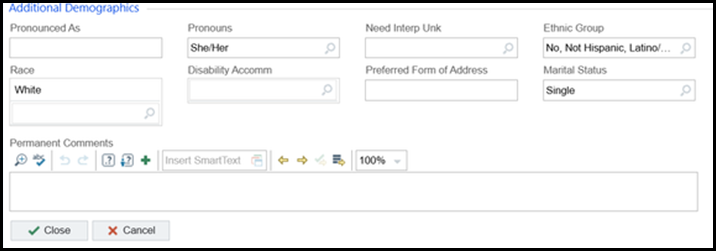 Additional Demographics
Pronounced As Pronouns Need Interp Unk Ethnic Group
She/Her No, Not Hispanic, Latino/...
Race Disability Accomm Preferred Form of Address Marital Status
White Single
Permanent Comments
abc Insert SmartText 100%
Close Cancel